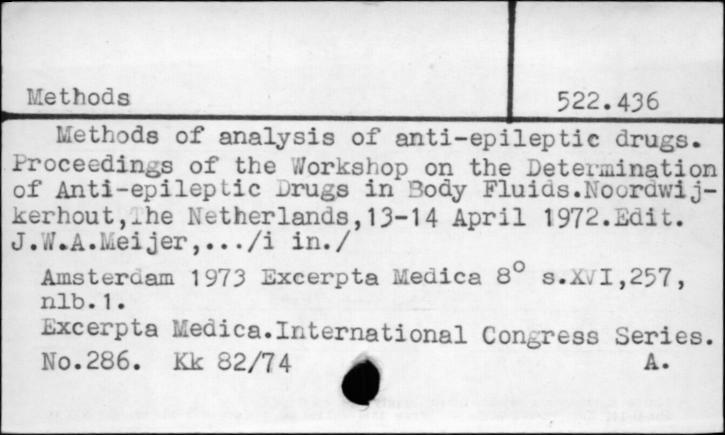 Methods
522.436
Methods of analysis of anti-epileptic drugs.
Proceedings of the Workshop on the Determination
of Anti-epileptic Drugs in Body Fluids.Noordwij-
kerhout,The Netherlands,13-14 April 1972.Edit.
J.W.A.Meijer,.../i in./
Amsterdam 1973 Excerpta Medica 8° s.XVI,257,
nlb.1.
Excerpta Medica.International Congress Series.
No.286. Kk 82/74 A.